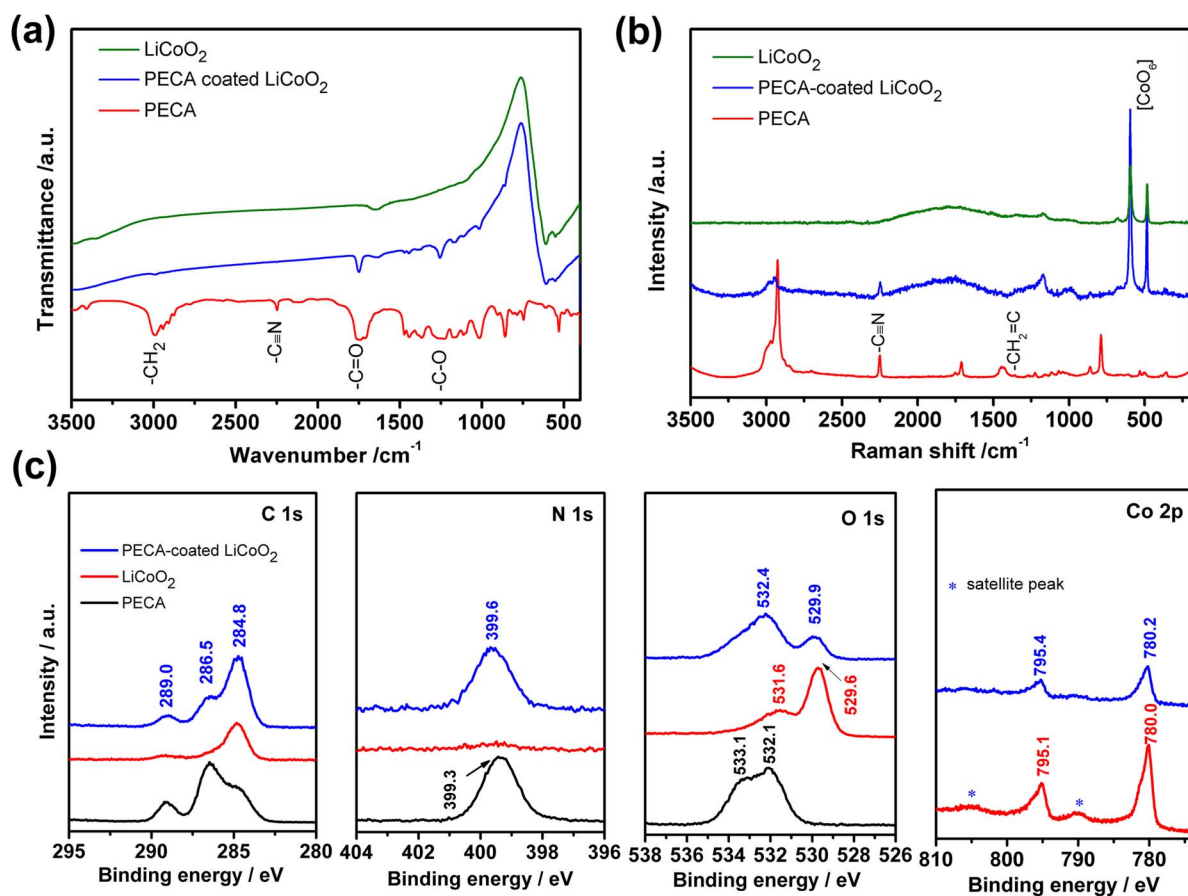 (a)
LiCoO₂
PECA coated LiCoO₂
PECA
Transmittance /a.u.
-CH₂
-C≡N
-C=O
-C-O
3500 3000 2500 2000 1500 1000 500
Wavenumber /cm⁻¹
(b)
LiCoO₂
PECA-coated LiCoO₂
PECA
[CoO₆]
Intensity /a.u.
-C≡N
-CH₂=C
3500 3000 2500 2000 1500 1000 500
Raman shift /cm⁻¹
(c)
C 1s
PECA-coated LiCoO₂
LiCoO₂
PECA
Intensity / a.u.
289.0
286.5
284.8
295 290 285 280
Binding energy / eV
N 1s
399.6
399.3
404 402 400 398 396
Binding energy / eV
O 1s
532.4
529.9
531.6
529.6
533.1
532.1
538 536 534 532 530 528 526
Binding energy / eV
Co 2p
* satellite peak
795.4
780.2
795.1
780.0
*
*
810 800 790 780
Binding energy / eV